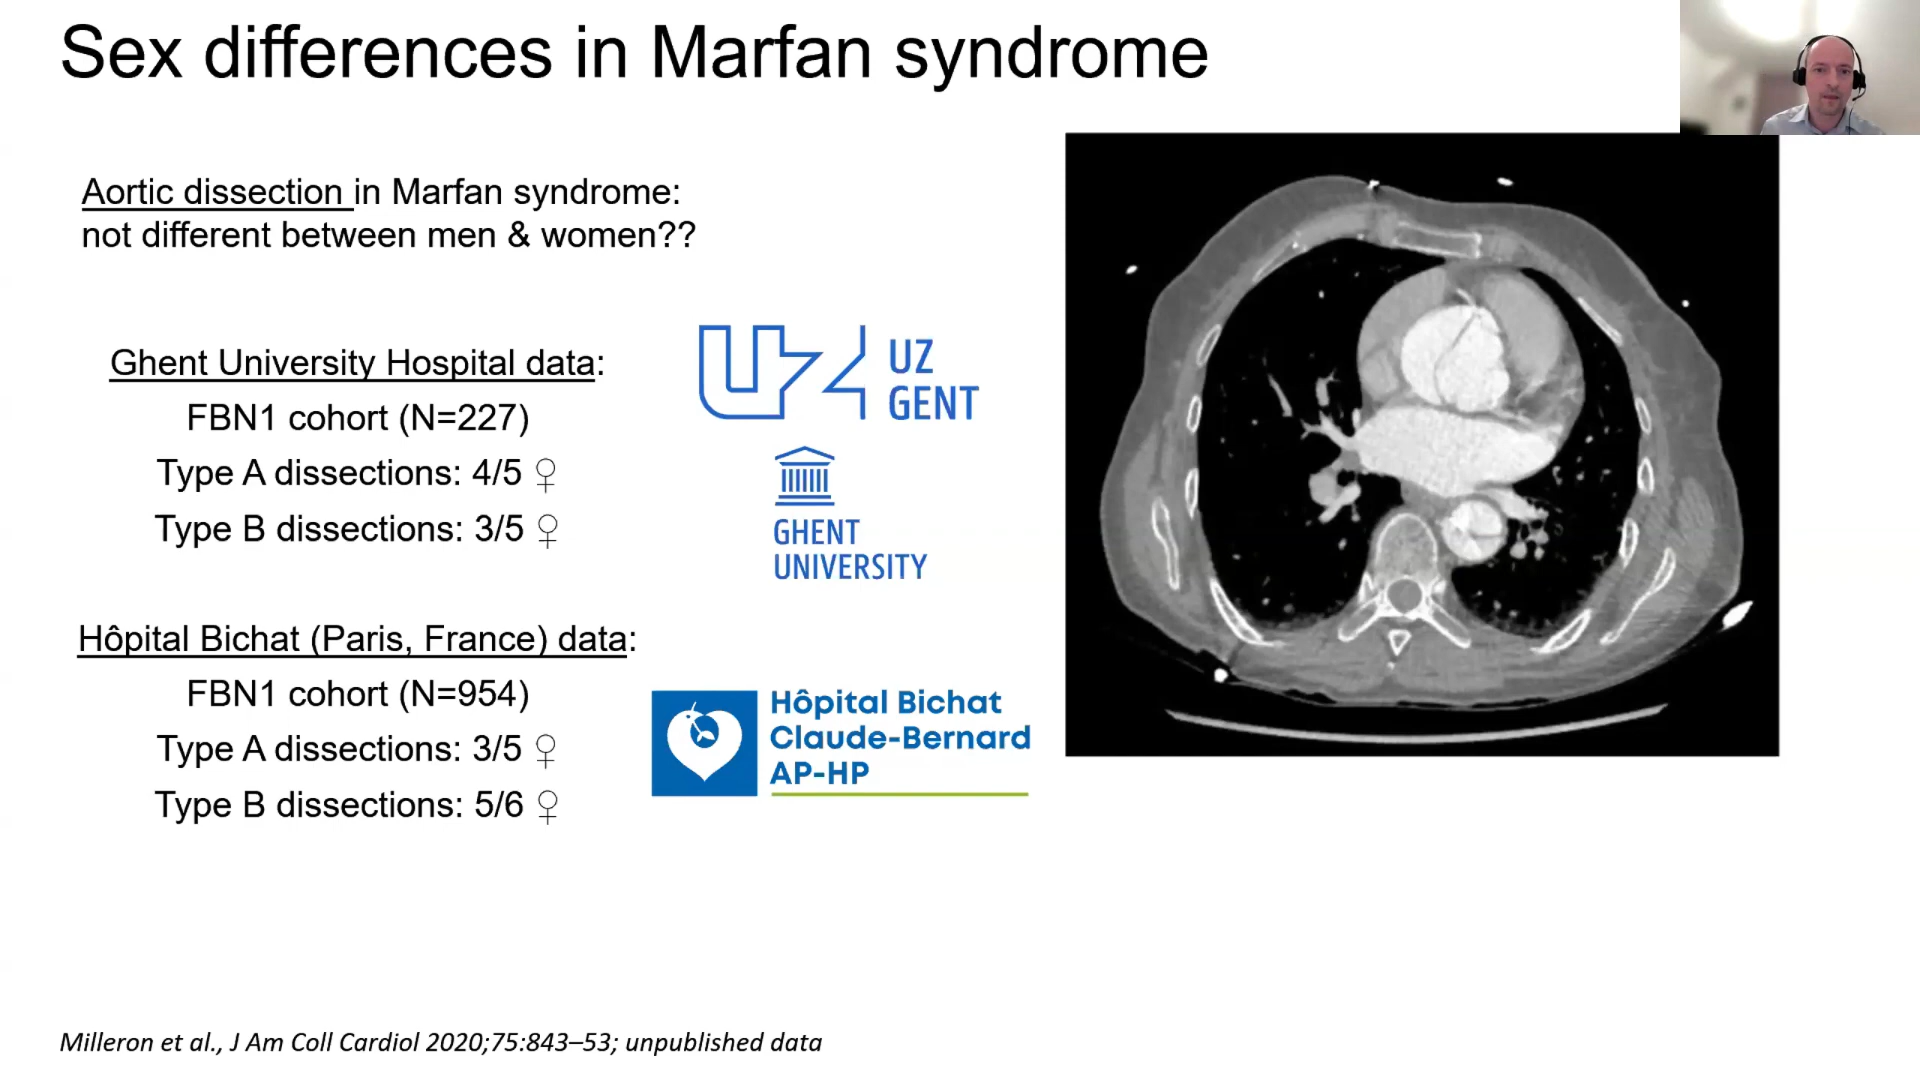 Sex differences in Marfan syndrome
Aortic dissection in Marfan syndrome:
not different between men & women??
Ghent University Hospital data:
FBN1 cohort (N=227)
Type A dissections: 4/5 ♀
Type B dissections: 3/5 ♀
UZ
GENT
GHENT
UNIVERSITY
Hôpital Bichat (Paris, France) data:
FBN1 cohort (N=954)
Type A dissections: 3/5 ♀
Type B dissections: 5/6 ♀
Hôpital Bichat
Claude-Bernard
AP-HP
Milleron et al., J Am Coll Cardiol 2020;75:843–53; unpublished data